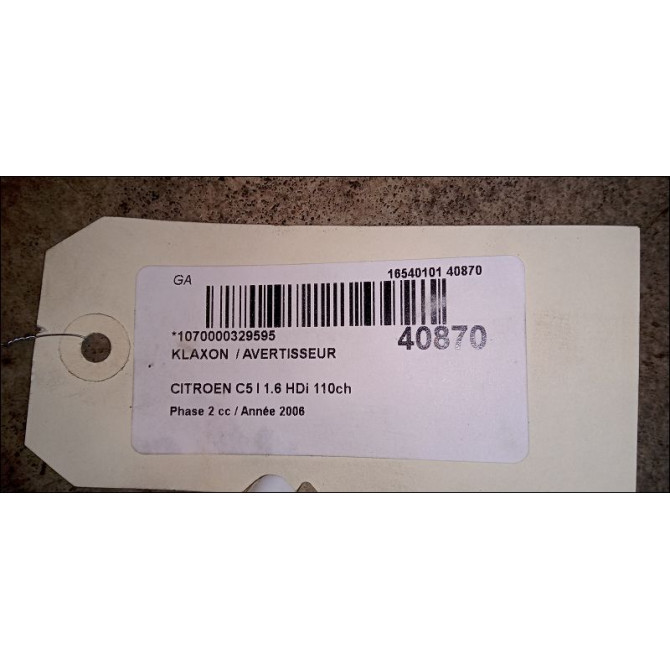 GA
16540101 40870
*1070000329595
40870
KLAXON / AVERTISSEUR
CITROEN C5 I 1.6 HDi 110ch
Phase 2 cc / Année 2006